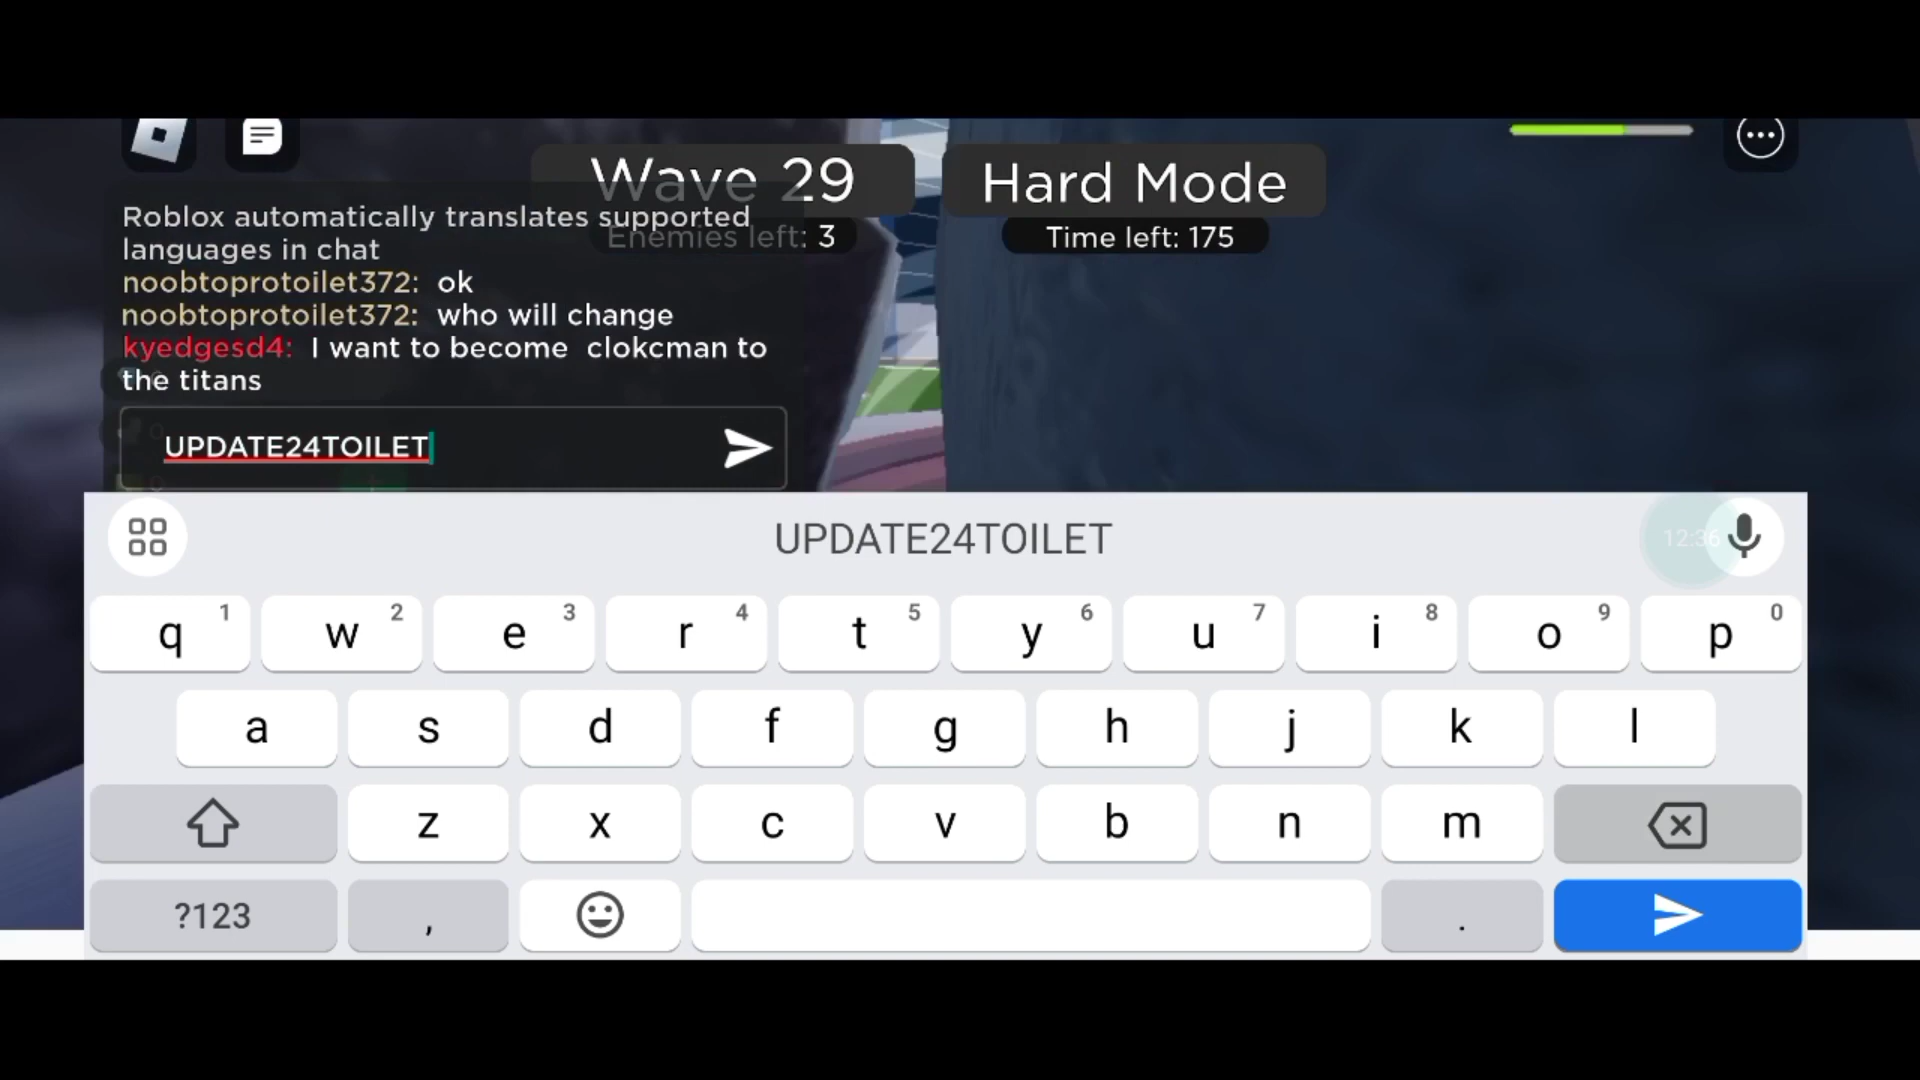 Wave 29
Hard Mode
Enemies left: 3
Time left: 175
Roblox automatically translates supported
languages in chat
noobtoprotoilet372: ok
noobtoprotoilet372: who will change
kyedgesd4: I want to become clokcman to
the titans
UPDATE24TOILET
UPDATE24TOILET
12:36
q 1 w 2 e 3 r 4 t 5 y 6 u 7 i 8 o 9 p 0
a s d f g h j k l
z x c v b n m
?123 , .